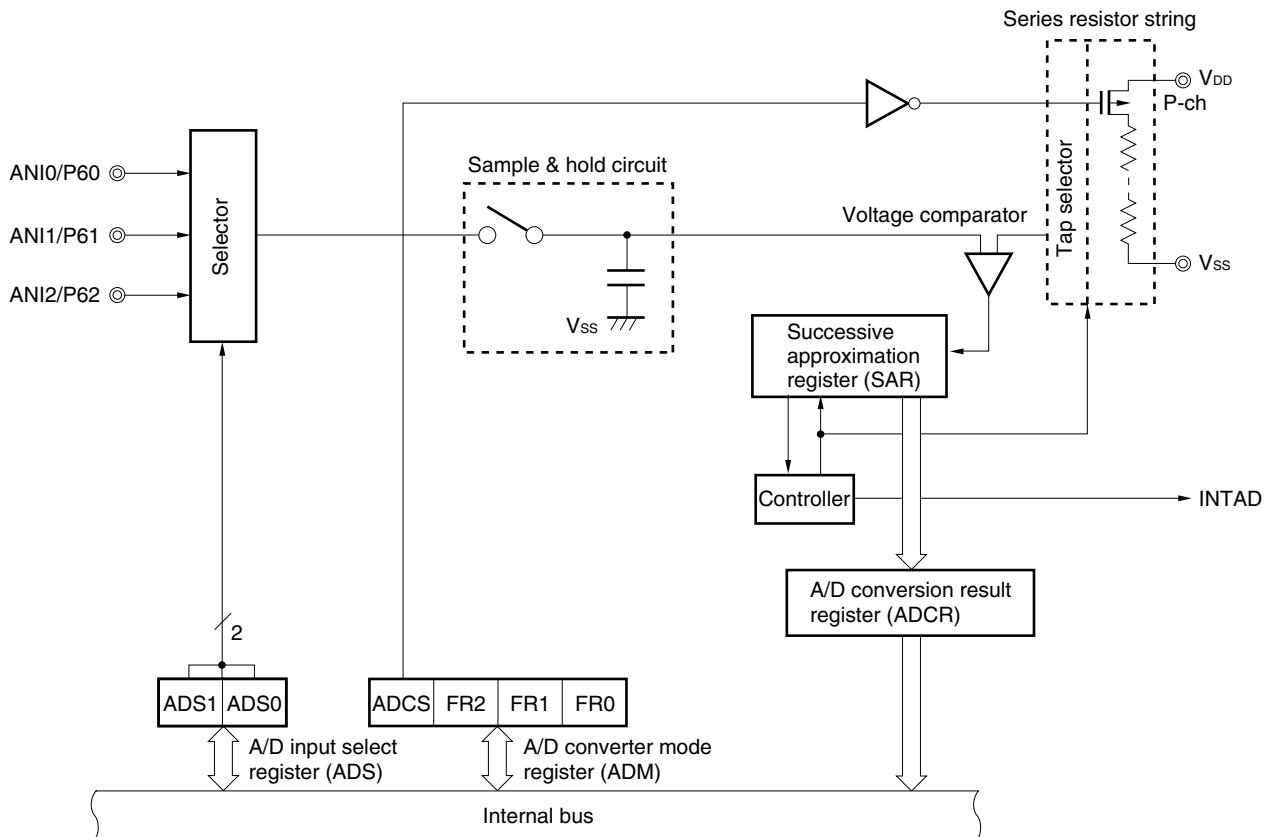 Series resistor string
VDD
P-ch
Tap selector
VSS
ANI0/P60
ANI1/P61
ANI2/P62
Selector
Sample & hold circuit
VSS
Voltage comparator
Successive
approximation
register (SAR)
Controller
INTAD
A/D conversion result
register (ADCR)
2
ADS1 ADS0
ADCS FR2 FR1 FR0
A/D input select
register (ADS)
A/D converter mode
register (ADM)
Internal bus